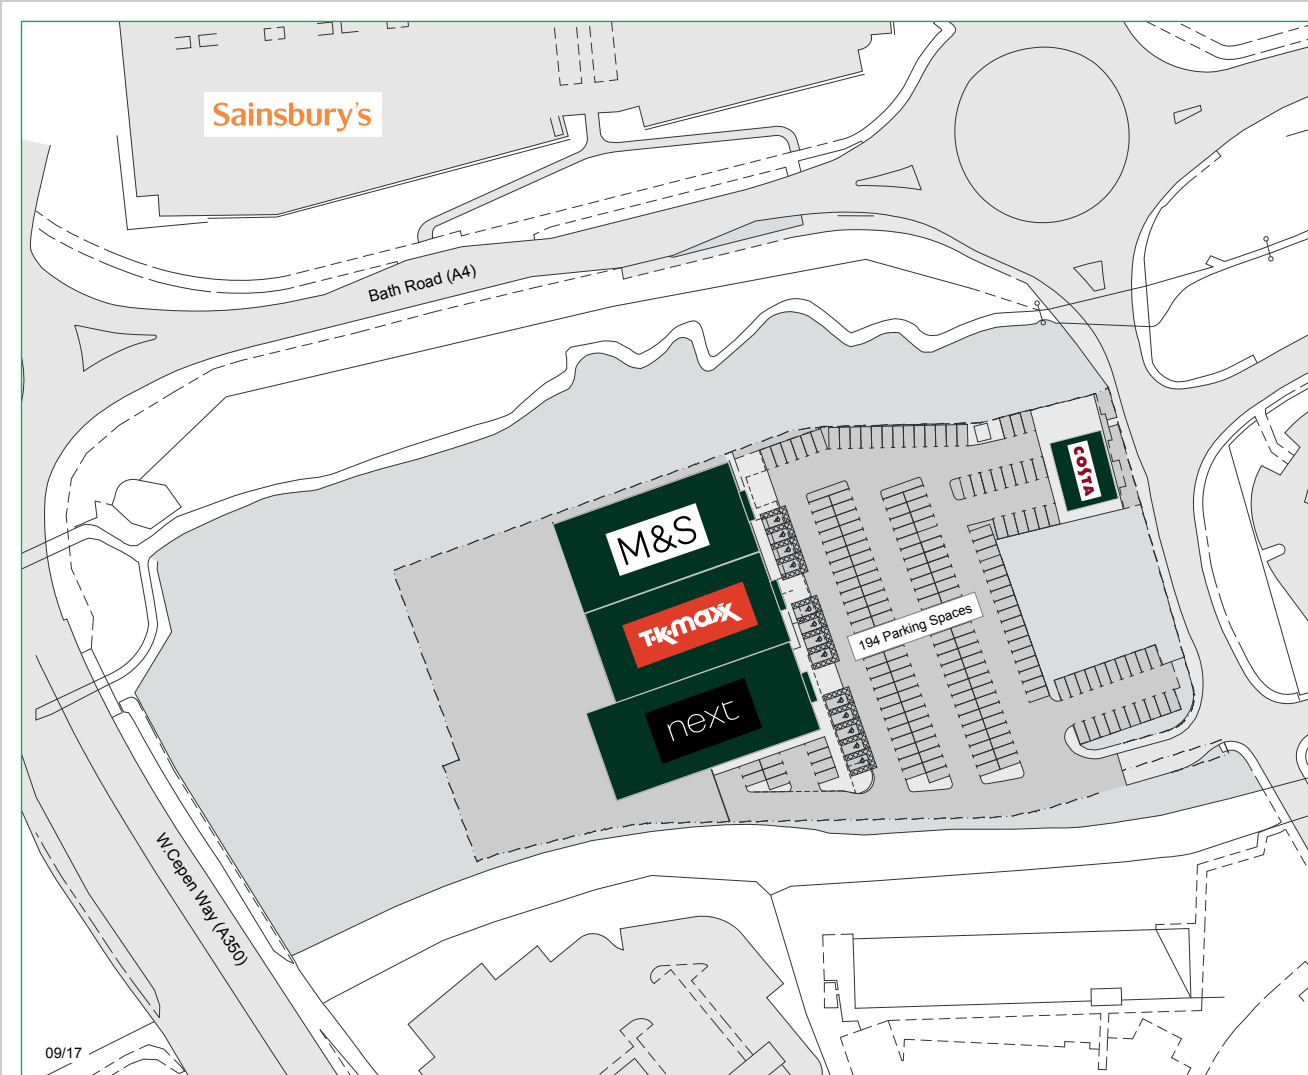 Sainsbury's
Bath Road (A4)
M&S
COSTA
T·K·maxx
194 Parking Spaces
next
W.Cepen Way (A350)
09/17